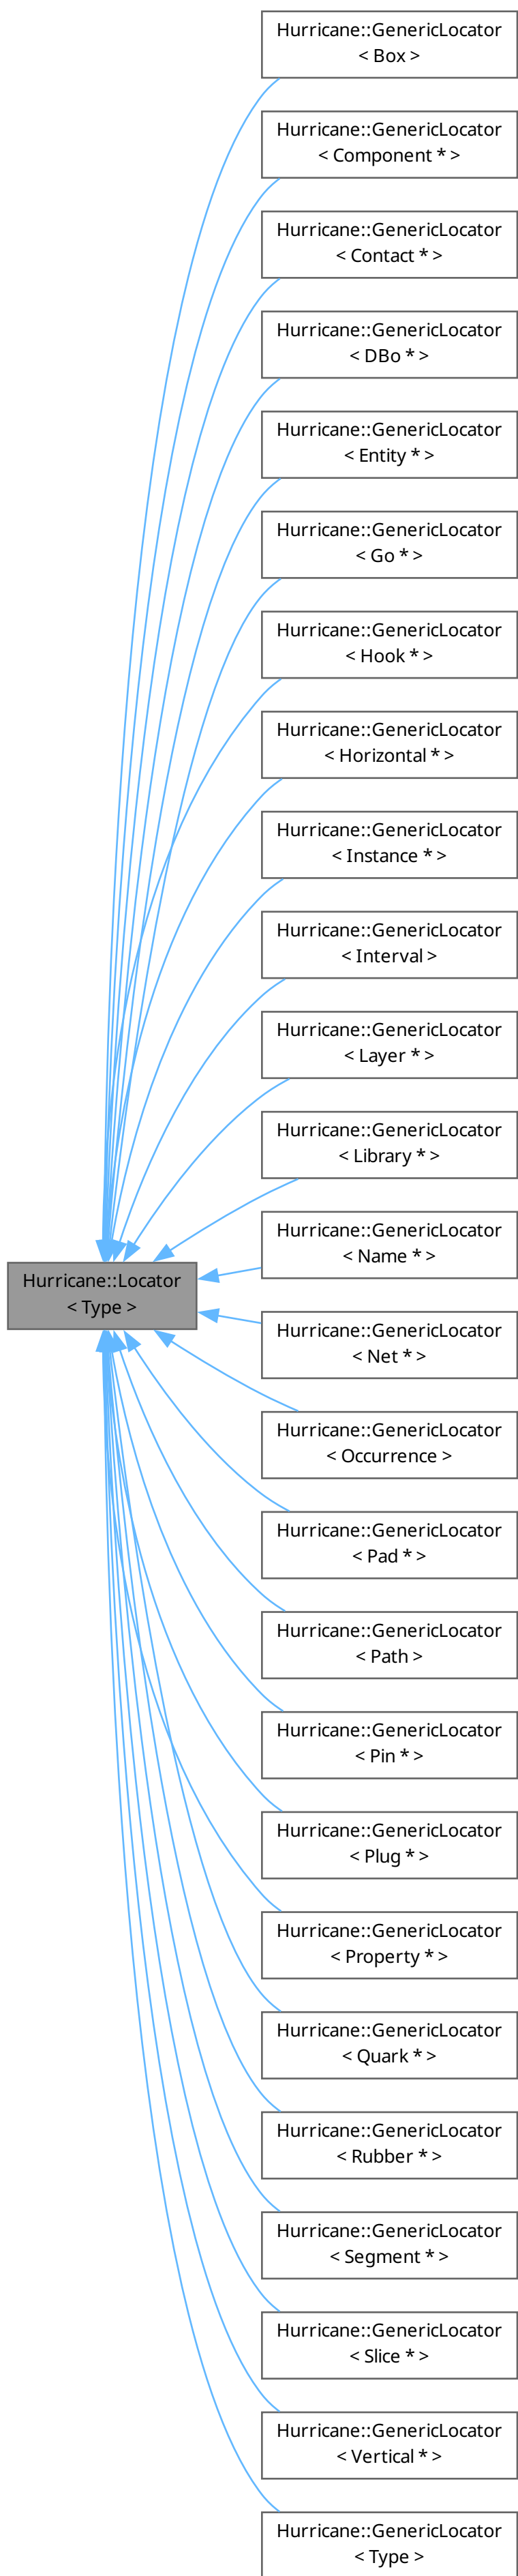 Hurricane::GenericLocator
< Box >
Hurricane::GenericLocator
< Component * >
Hurricane::GenericLocator
< Contact * >
Hurricane::GenericLocator
< DBo * >
Hurricane::GenericLocator
< Entity * >
Hurricane::GenericLocator
< Go * >
Hurricane::GenericLocator
< Hook * >
Hurricane::GenericLocator
< Horizontal * >
Hurricane::GenericLocator
< Instance * >
Hurricane::GenericLocator
< Interval >
Hurricane::GenericLocator
< Layer * >
Hurricane::GenericLocator
< Library * >
Hurricane::GenericLocator
< Name * >
Hurricane::Locator
< Type >
Hurricane::GenericLocator
< Net * >
Hurricane::GenericLocator
< Occurrence >
Hurricane::GenericLocator
< Pad * >
Hurricane::GenericLocator
< Path >
Hurricane::GenericLocator
< Pin * >
Hurricane::GenericLocator
< Plug * >
Hurricane::GenericLocator
< Property * >
Hurricane::GenericLocator
< Quark * >
Hurricane::GenericLocator
< Rubber * >
Hurricane::GenericLocator
< Segment * >
Hurricane::GenericLocator
< Slice * >
Hurricane::GenericLocator
< Vertical * >
Hurricane::GenericLocator
< Type >